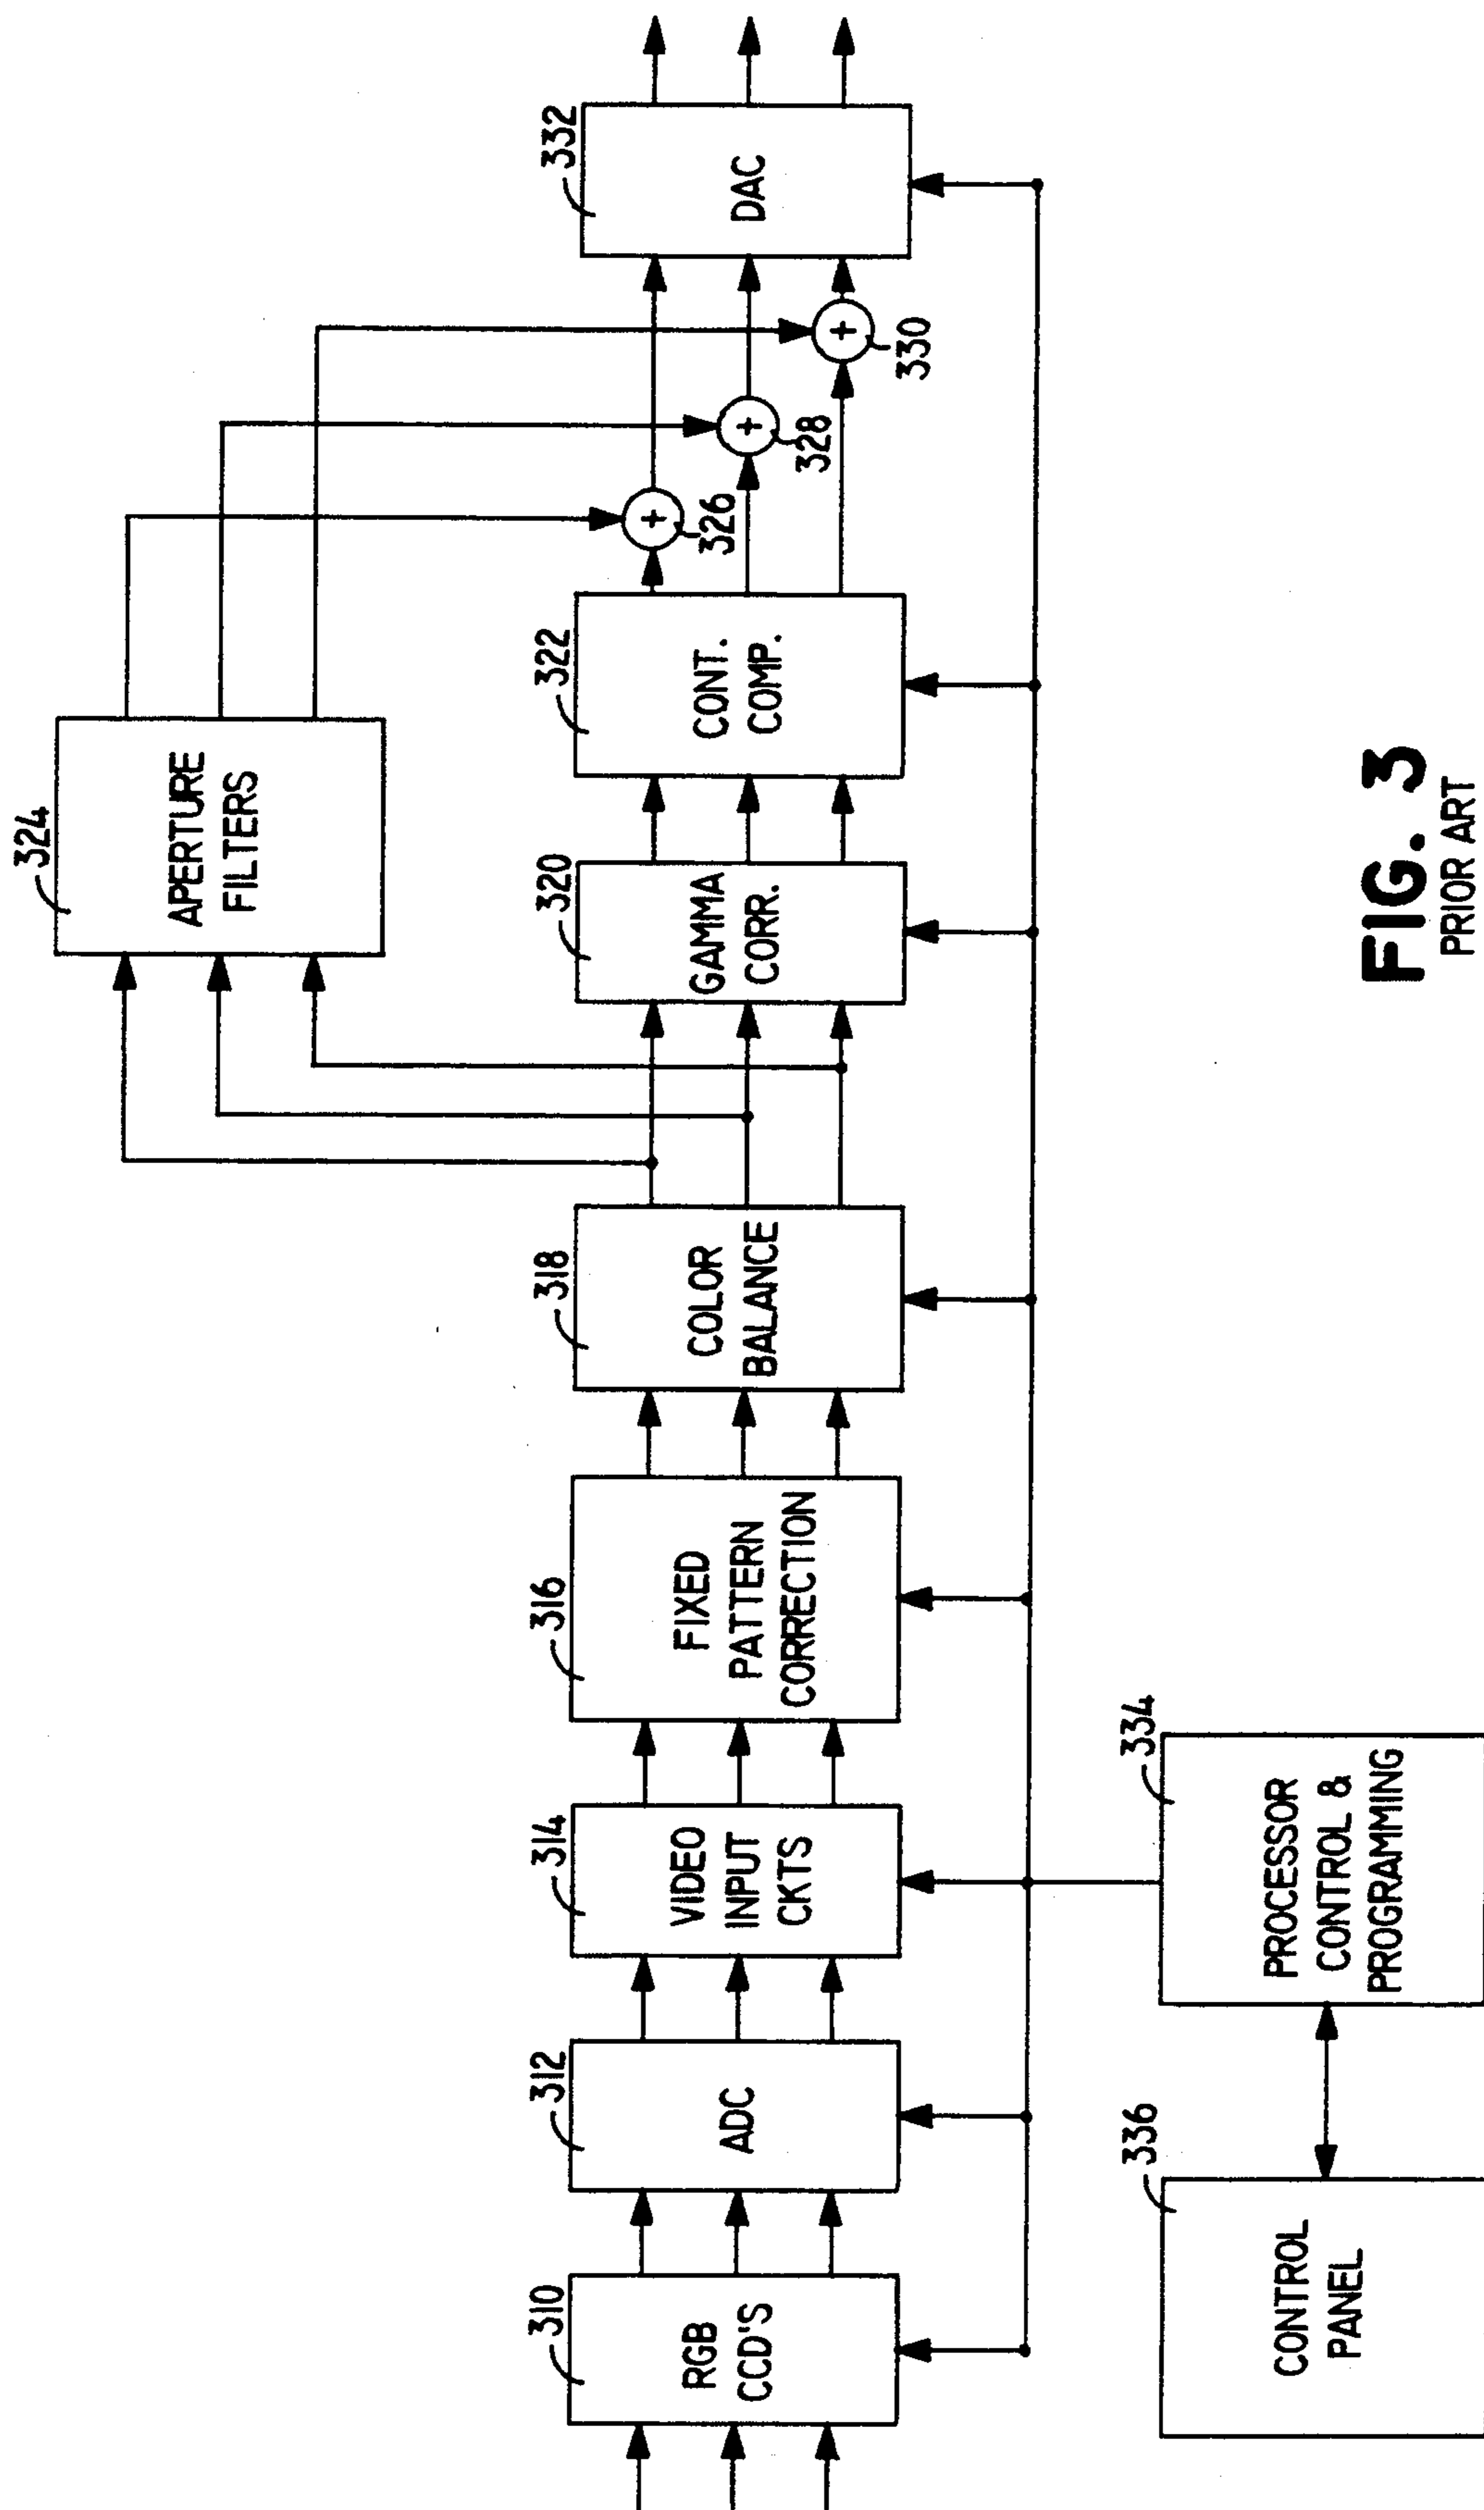 324
APERTURE
FILTERS
310
RGB
CCD'S
312
ADC
314
VIDEO
INPUT
CKTS
316
FIXED
PATTERN
CORRECTION
318
COLOR
BALANCE
320
GAMMA
CORR.
322
CONT.
COMP.
+
326
+
328
+
330
332
DAC
336
CONTROL
PANEL
334
PROCESSOR
CONTROL &
PROGRAMMING
FIG. 3
PRIOR ART